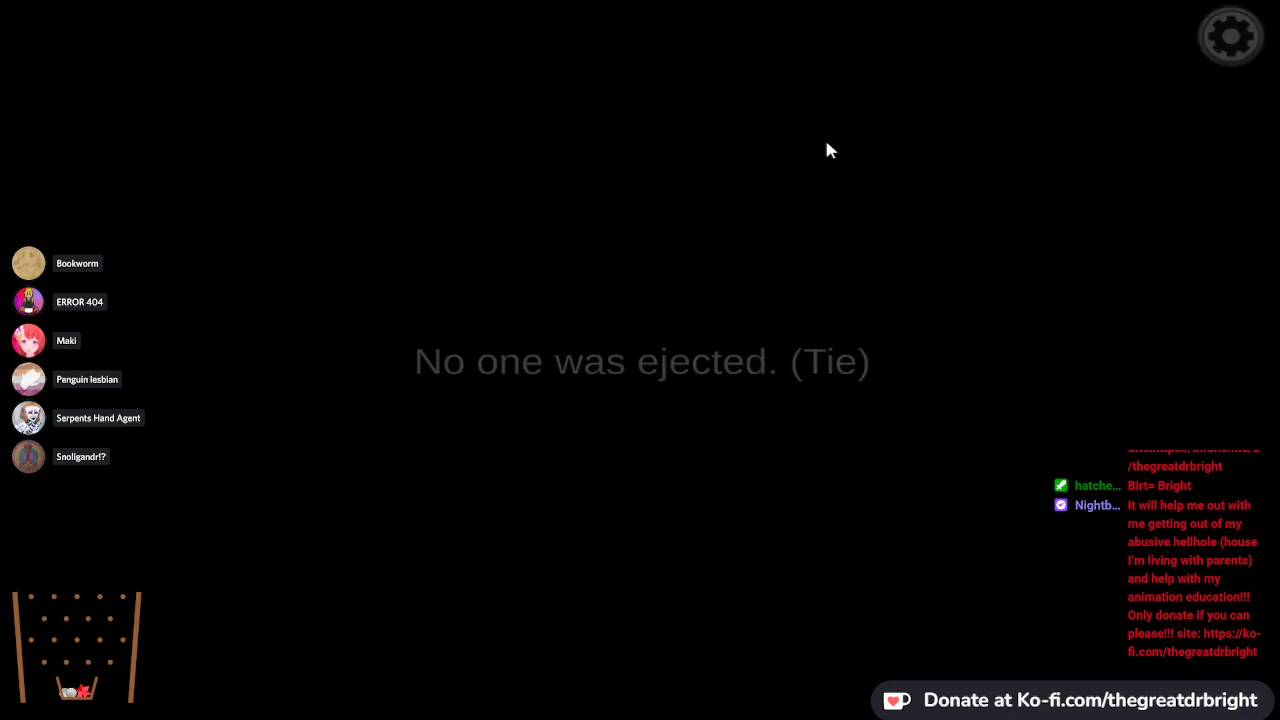 Bookworm
ERROR 404
Maki
No one was ejected. (Tie)
Penguin lesbian
Serpents Hand Agent
Snoligandr!?
/thegreatdrbright
hatche... Birt= Bright
Nightb... It will help me out with
me getting out of my
abusive hellhole (house
I'm living with parents)
and help with my
animation education!!!
Only donate if you can
please!!! site: https://ko-
fi.com/thegreatdrbright
Donate at Ko-fi.com/thegreatdrbright